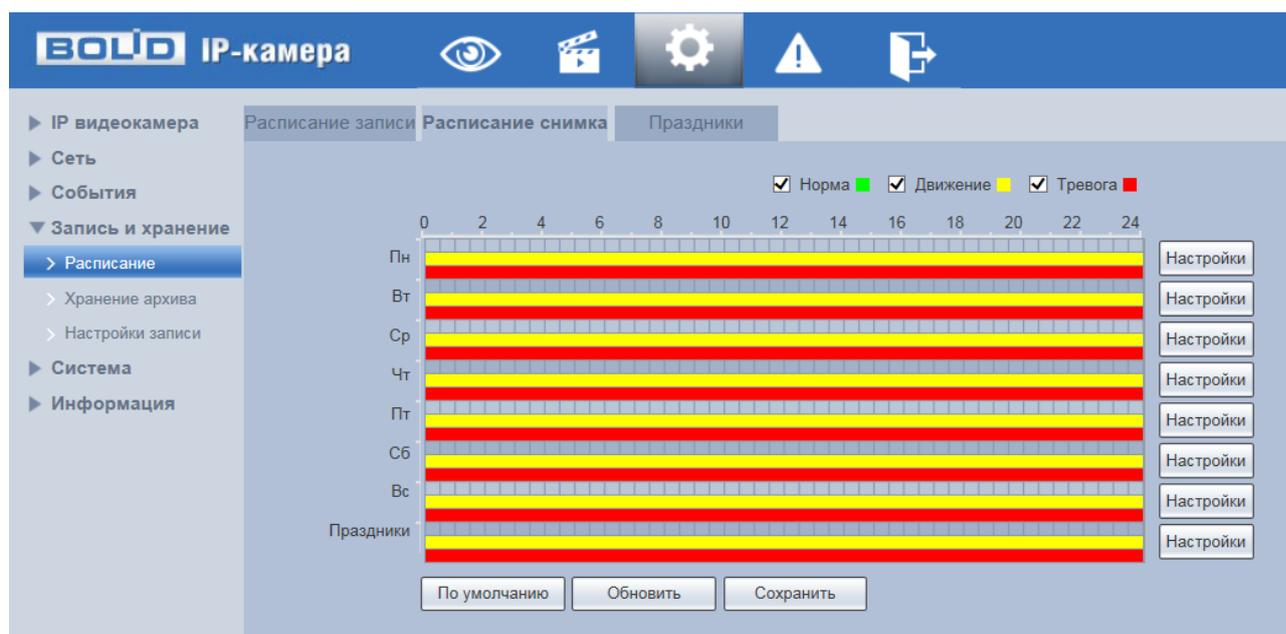 BOLID IP-камера
IP видеокамера
Сеть
События
Запись и хранение
Расписание
Хранение архива
Настройки записи
Система
Информация
Расписание записи Расписание снимка Праздники
Норма Движение Тревога
0 2 4 6 8 10 12 14 16 18 20 22 24
Пн Настройки
Вт Настройки
Ср Настройки
Чт Настройки
Пт Настройки
Сб Настройки
Вс Настройки
Праздники Настройки
По умолчанию Обновить Сохранить